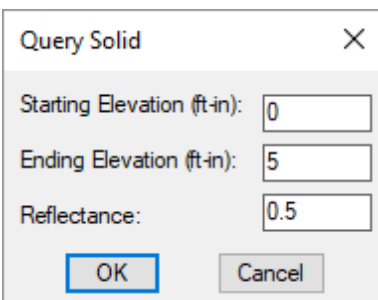 Query Solid
Starting Elevation (ft-in): 0
Ending Elevation (ft-in): 5
Reflectance: 0.5
OK Cancel